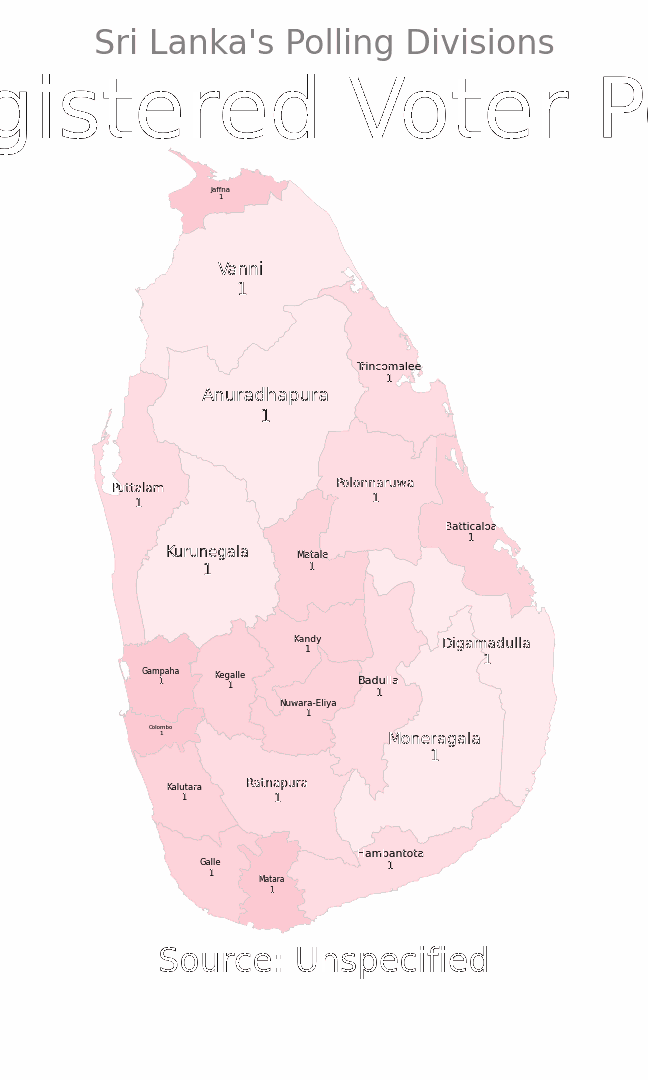 Sri Lanka's Polling Divisions
gistered Voter P
Jaffna
1
Vanni
1
Trincomalee
1
Anuradhapura
1
Polonnaruwa
1
Puttalam
1
Batticaloa
1
Kurunegala
1
Matale
1
Kandy
1
Digamadulla
1
Gampaha
1
Kegalle
1
Badulla
1
Nuwara-Eliya
1
Colombo
1
Moneragala
1
Ratnapura
1
Kalutara
1
Hambantota
1
Galle
1
Matara
1
Source: Unspecified